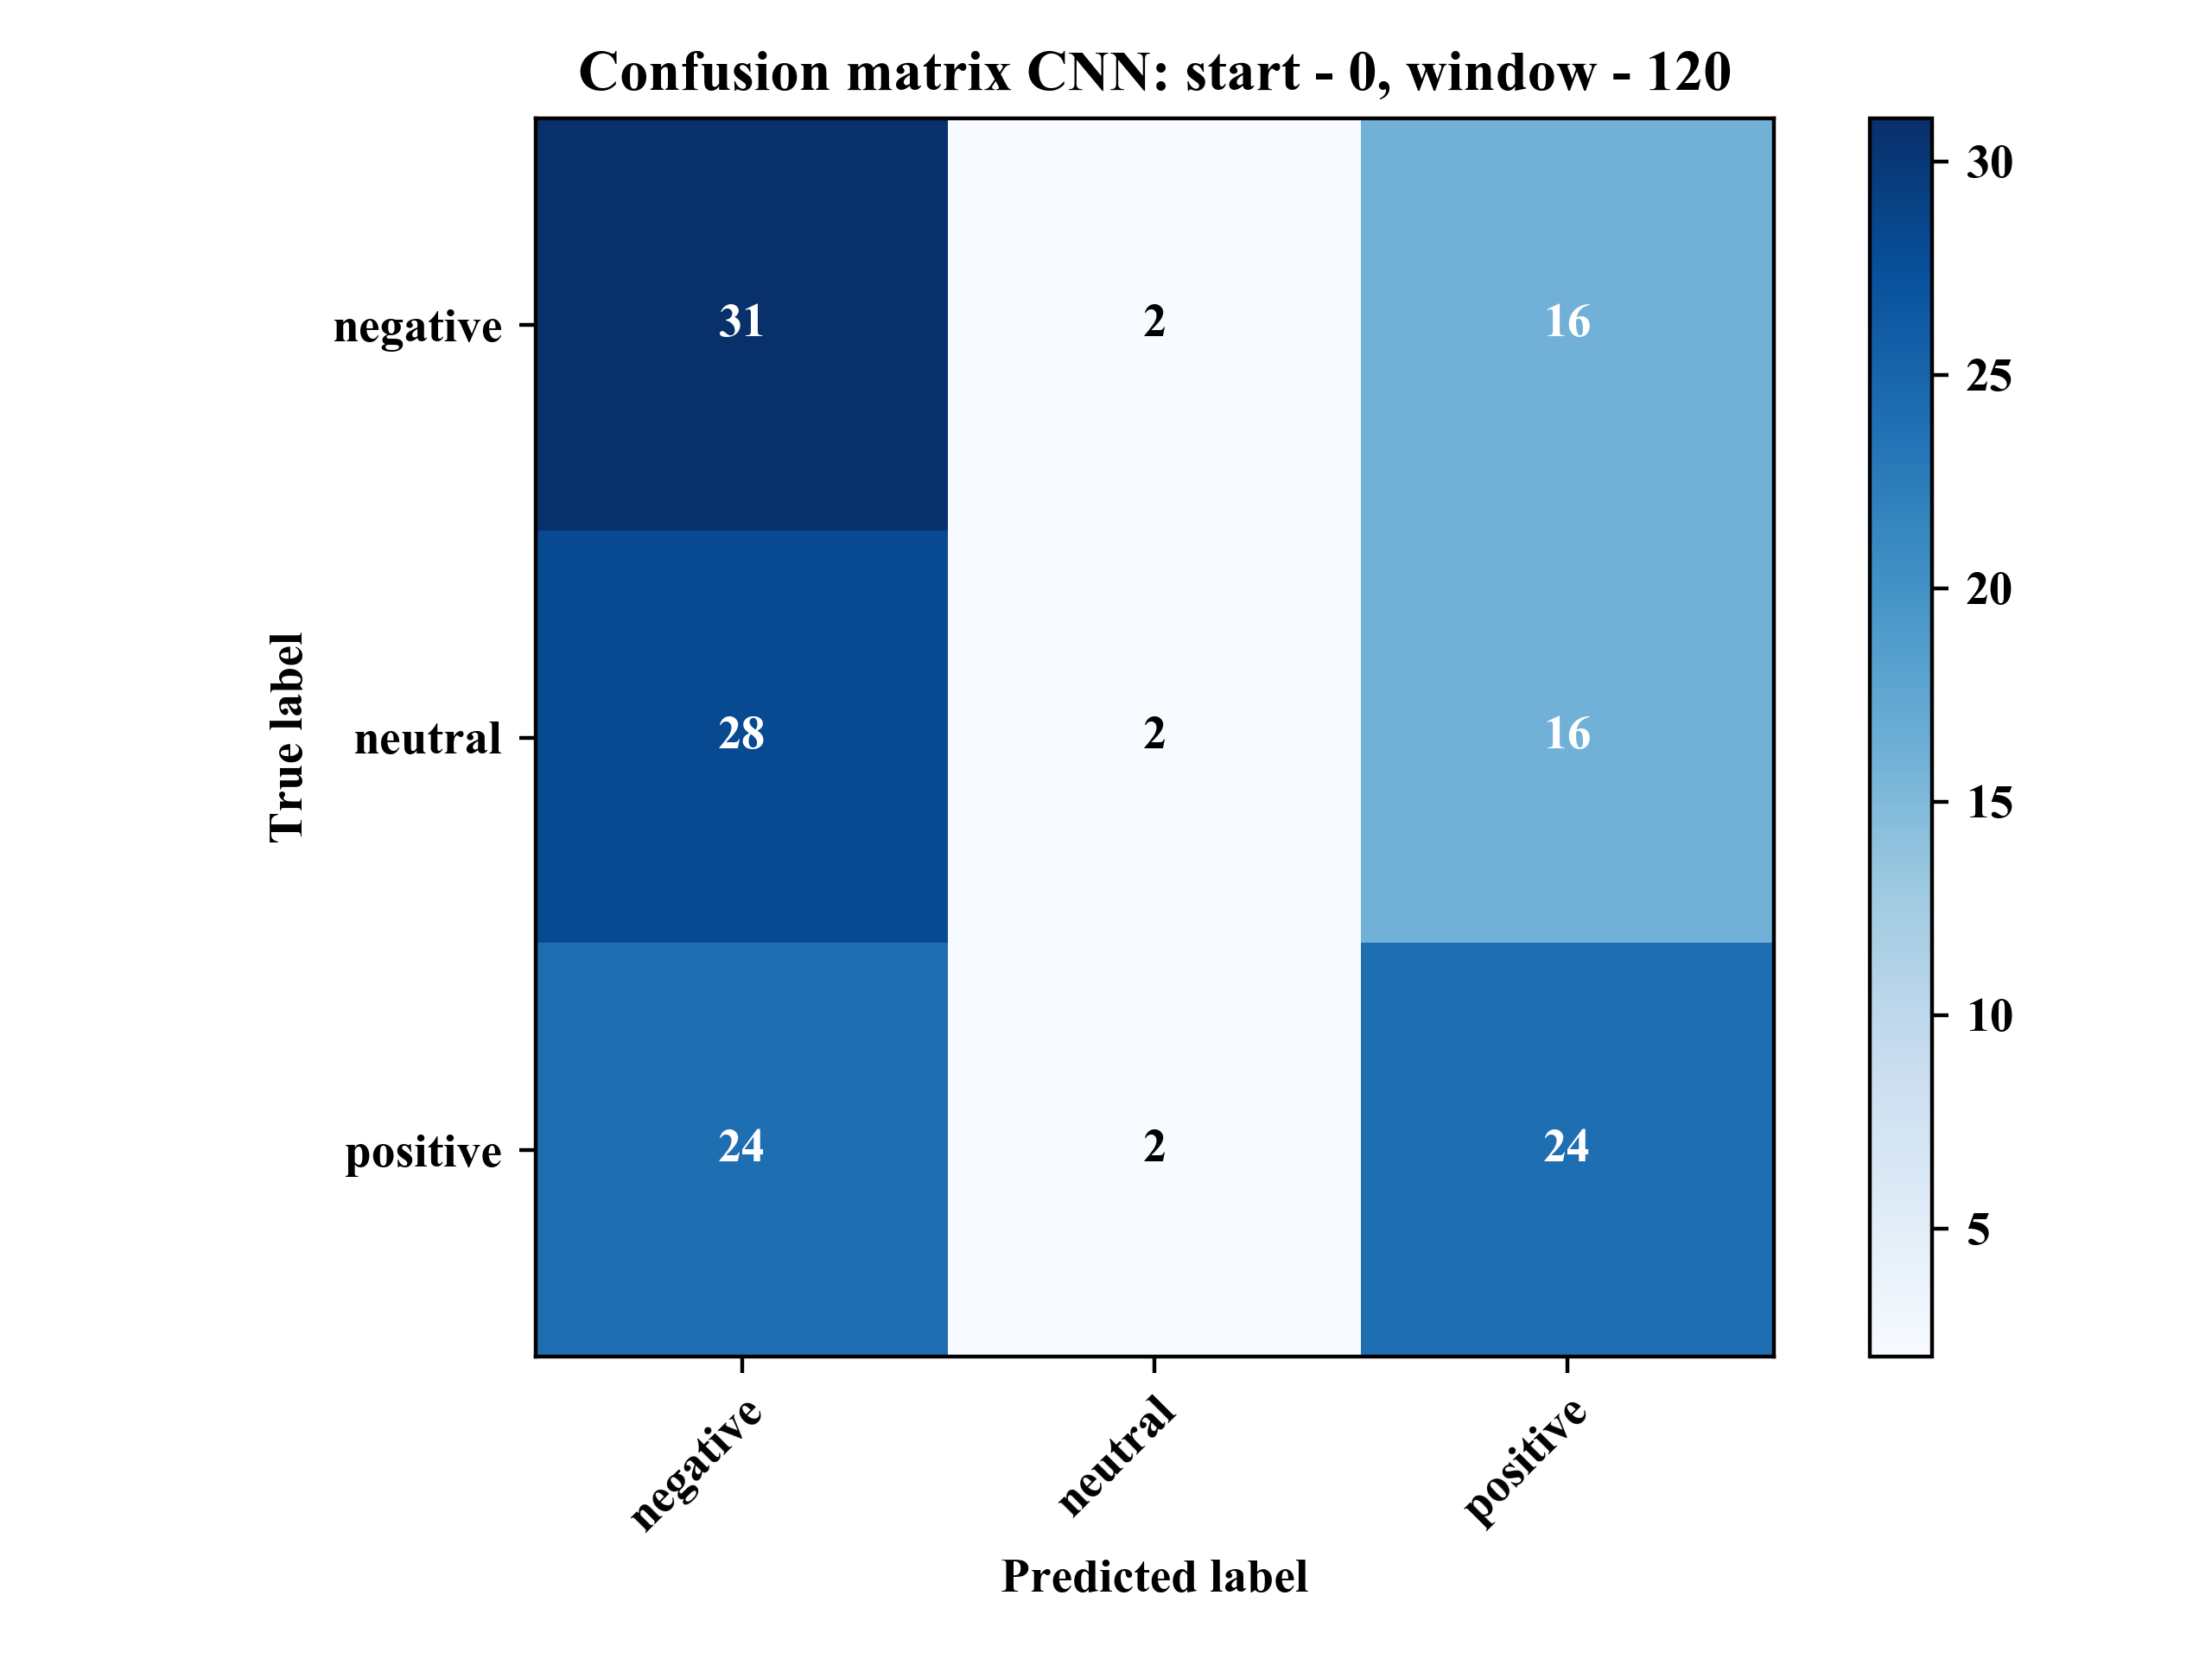 Confusion matrix CNN: start - 0, window - 120
True label
negative
31 2 16
neutral
28 2 16
positive
24 2 24
negative
neutral
positive
Predicted label
30
25
20
15
10
5